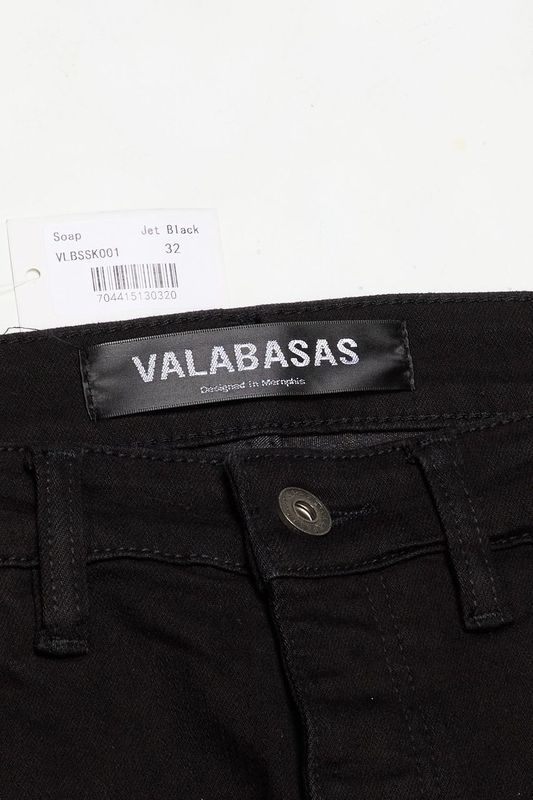 Soap Jet Black
VLBSSK001 32
704415130320
VALABASAS
Designed in Memphis